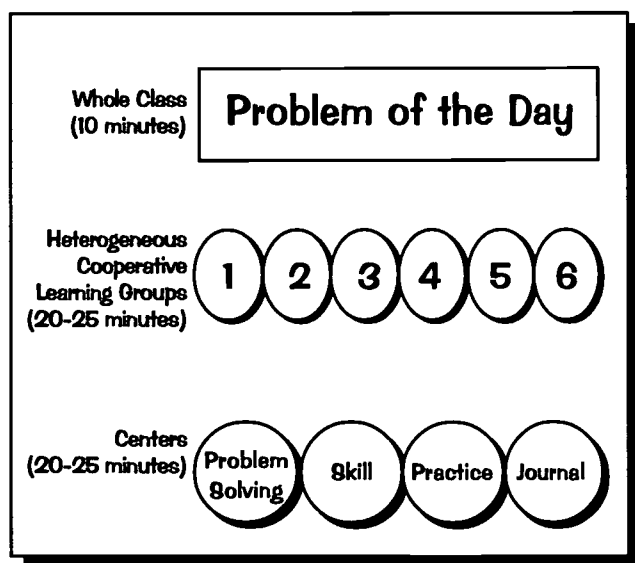 Whole Class
(10 minutes)
Problem of the Day
Heterogeneous
Cooperative
Learning Groups
(20-25 minutes)
1 2 3 4 5 6
Centers
(20-25 minutes)
Problem
Solving
Skill
Practice
Journal